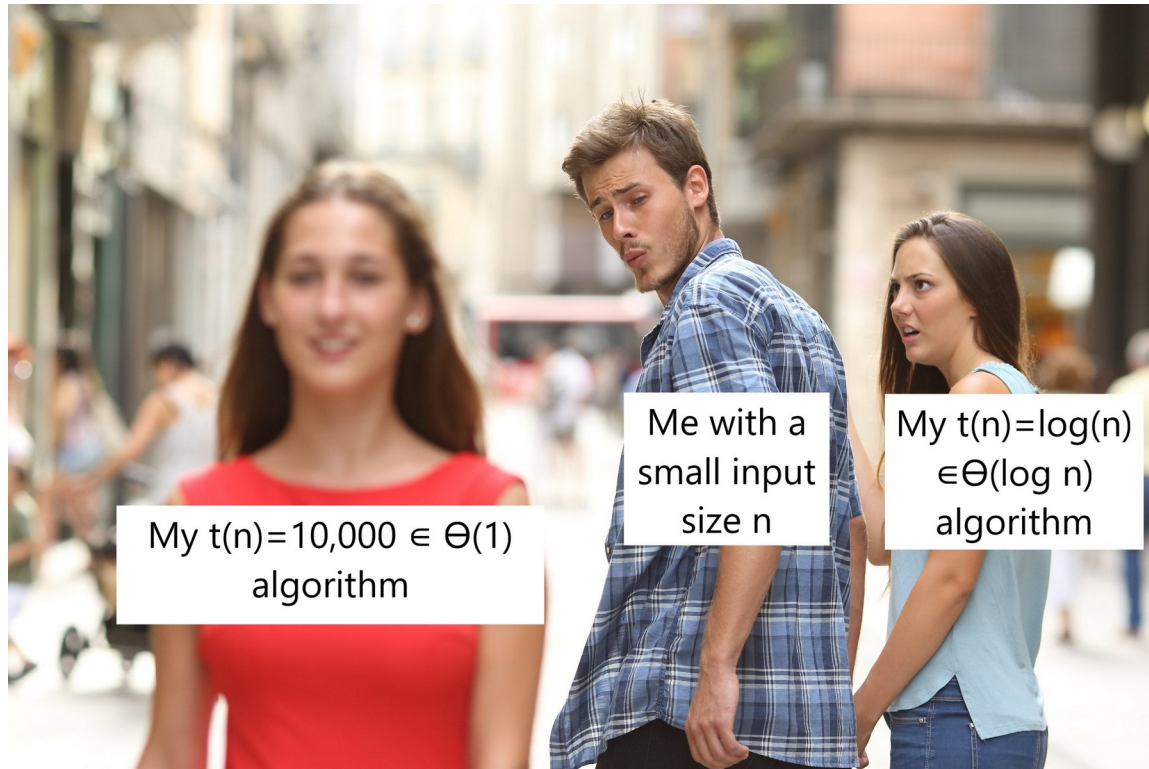 My t(n)=10,000 ∈ Θ(1)
algorithm
Me with a
small input
size n
My t(n)=log(n)
∈Θ(log n)
algorithm